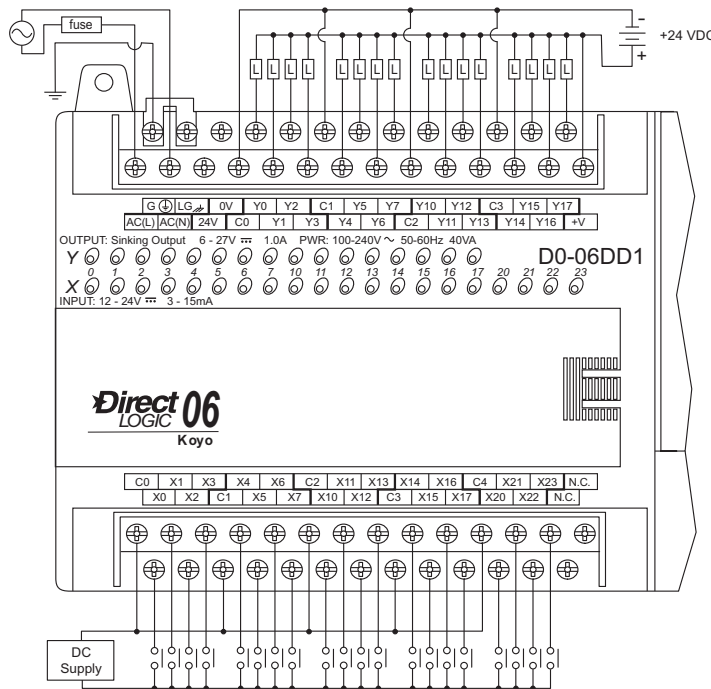 fuse
-
+24 VDC
+
L L L L L L L L L L L L L L L L
G LG 0V Y0 Y2 C1 Y5 Y7 Y10 Y12 C3 Y15 Y17
AC(L) AC(N) 24V C0 Y1 Y3 Y4 Y6 C2 Y11 Y13 Y14 Y16 +V
OUTPUT: Sinking Output 6 - 27V 1.0A PWR: 100-240V ~ 50-60Hz 40VA
D0-06DD1
Y
0 1 2 3 4 5 6 7 10 11 12 13 14 15 16 17 20 21 22 23
X
INPUT: 12 - 24V 3 - 15mA
Direct 06
LOGIC
Koyo
C0 X1 X3 X4 X6 C2 X11 X13 X14 X16 C4 X21 X23 N.C.
X0 X2 C1 X5 X7 X10 X12 C3 X15 X17 X20 X22 N.C.
DC
Supply